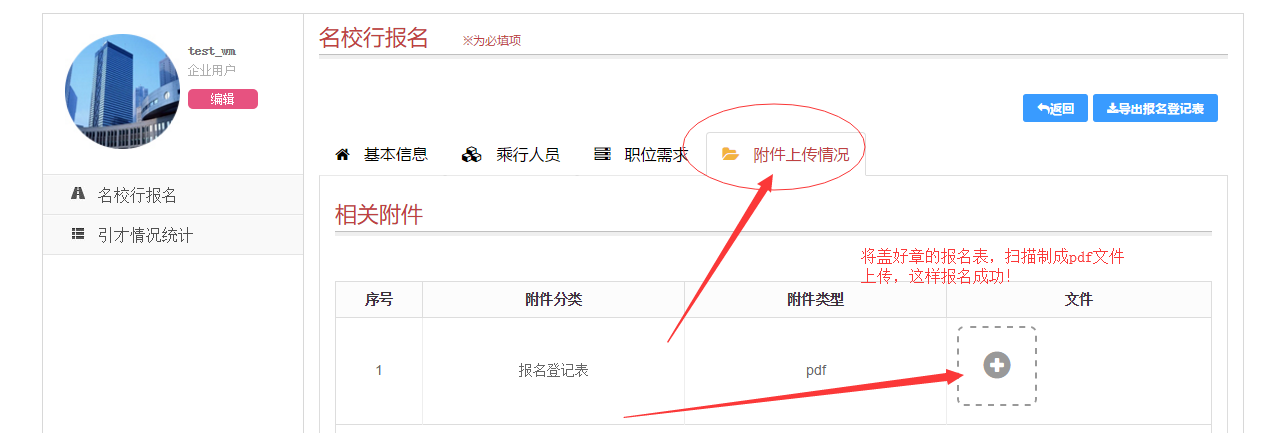 test_wm
企业用户
编辑
名校行报名
引才情况统计
名校行报名 ※为必填项
返回 导出报名登记表
基本信息 乘行人员 职位需求 附件上传情况
相关附件
将盖好章的报名表，扫描制成pdf文件
上传，这样报名成功!
序号 附件分类 附件类型 文件
1 报名登记表 pdf